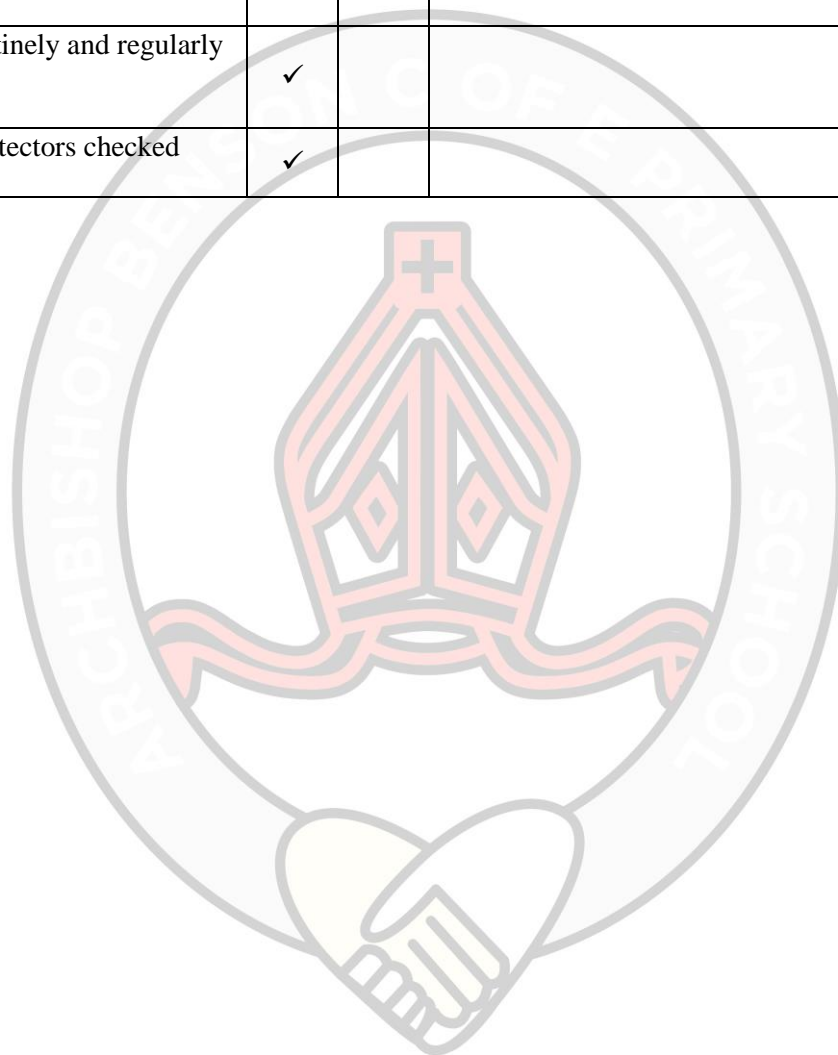 tinely and regularly
✓
tectors checked
✓
ARCHBISHOP BENSON C OF E PRIMARY SCHOOL